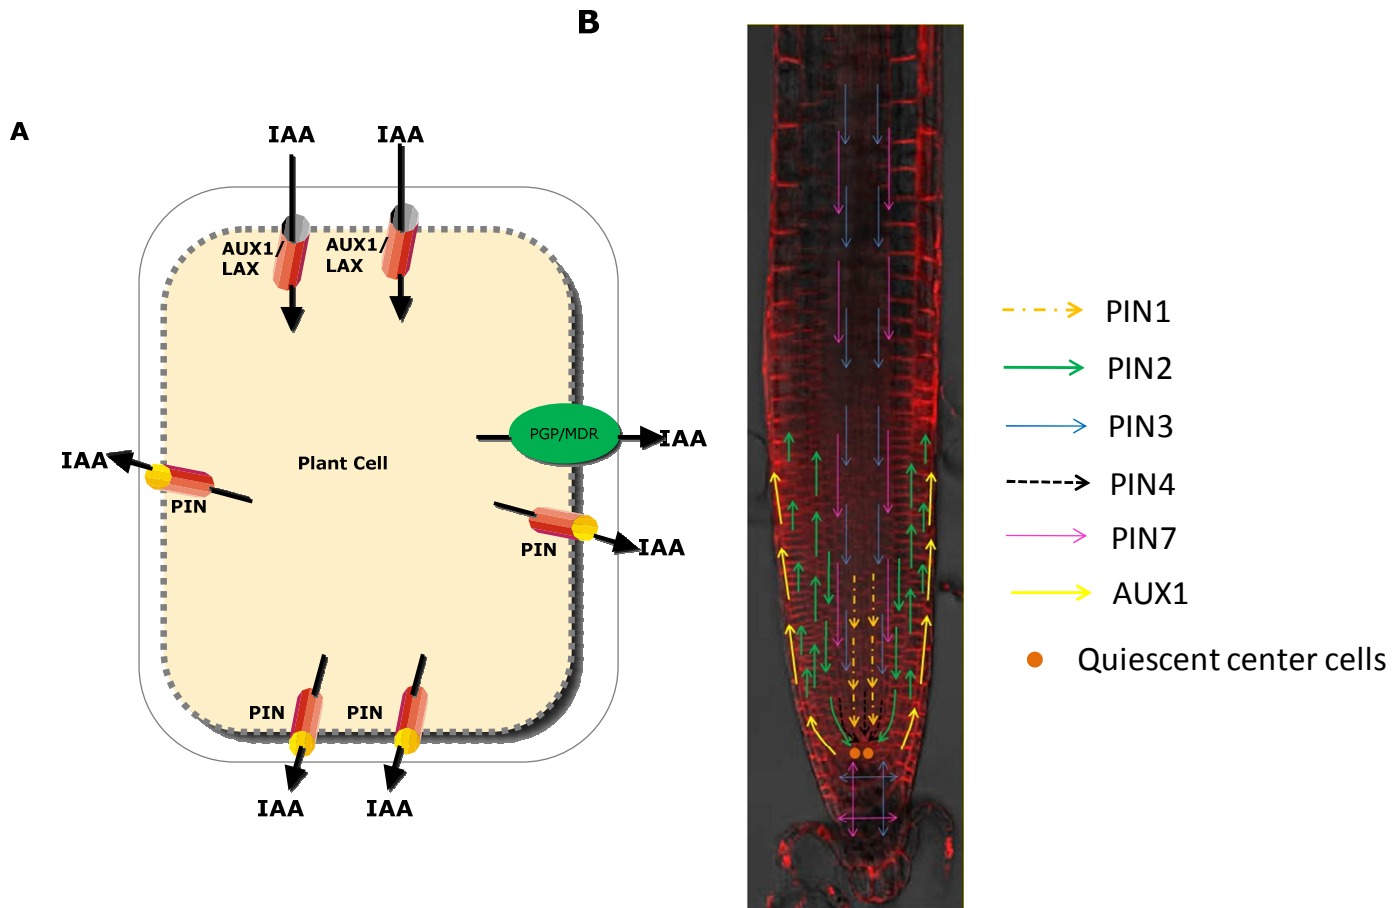 B
A
IAA
IAA
AUX1/
LAX
AUX1/
LAX
PGP/MDR
IAA
IAA
Plant Cell
PIN
PIN
IAA
PIN
PIN
IAA
IAA
PIN1
PIN2
PIN3
PIN4
PIN7
AUX1
Quiescent center cells